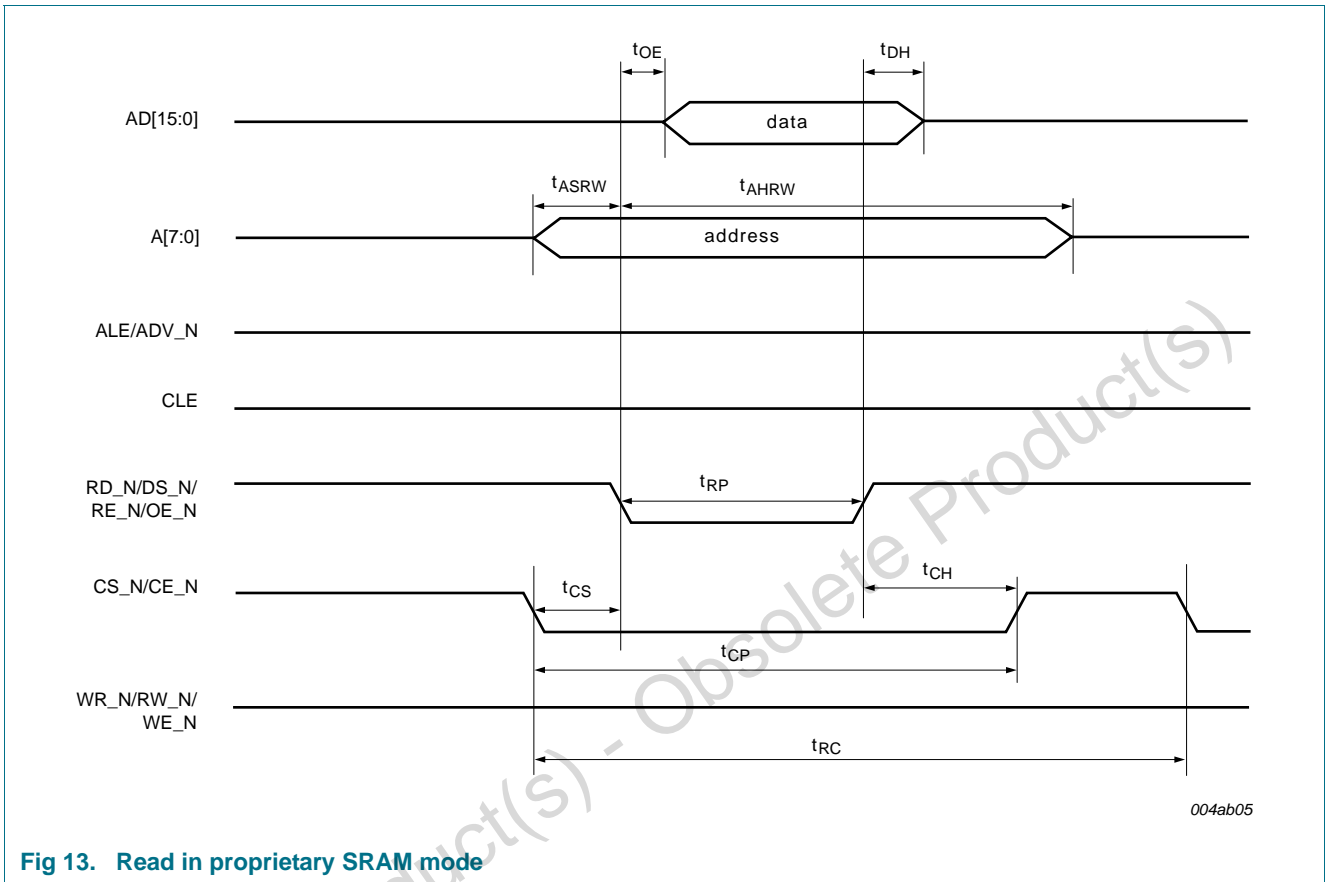 tOE
tDH
AD[15:0]
data
tASRW
tAHRW
A[7:0]
address
ALE/ADV_N
CLE
RD_N/DS_N/
RE_N/OE_N
tRP
CS_N/CE_N
tCS
tCH
tCP
WR_N/RW_N/
WE_N
tRC
004ab05
Fig 13. Read in proprietary SRAM mode
duct(s) - Obsolete Product(s)